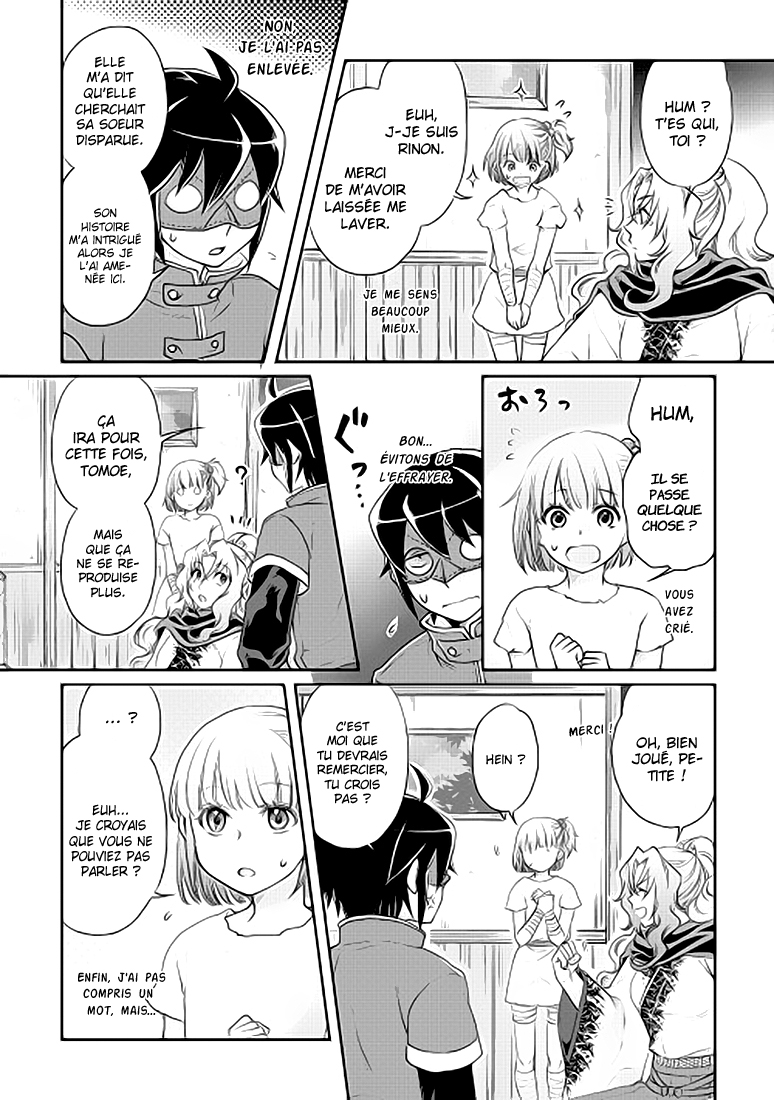 HUM ?
T'ES QUI,
TOI ?
EUH,
J-JE SUIS
RINON.
MERCI
DE M'AVOIR
LAISSÉE ME
LAVER.
JE ME SENS
BEAUCOUP
MIEUX.
NON
JE L'AI PAS
ENLEVÉE.
ELLE
M'A DIT
QU'ELLE
CHERCHAIT
SA SOEUR
DISPARUE.
SON
HISTOIRE
M'A INTRIGUÉ
ALORS JE
L'AI AME-
NÉE ICI.
おろっ
HUM,
IL SE
PASSE
QUELQUE
CHOSE ?
VOUS
AVEZ
CRIÉ.
BON...
ÉVITONS DE
L'EFFRAYER.
ぐっ
ÇA
IRA POUR
CETTE FOIS,
TOMOE,
?
MAIS
QUE ÇA
NE SE RE-
PRODUISE
PLUS.
OH, BIEN
JOUÉ, PE-
TITE !
MERCI !
HEIN ?
C'EST
MOI QUE
TU DEVRAIS
REMERCIER,
TU CROIS
PAS ?
... ?
EUH...
JE CROYAIS
QUE VOUS NE
POUVIEZ PAS
PARLER ?
ENFIN, J'AI PAS
COMPRIS UN
MOT, MAIS...